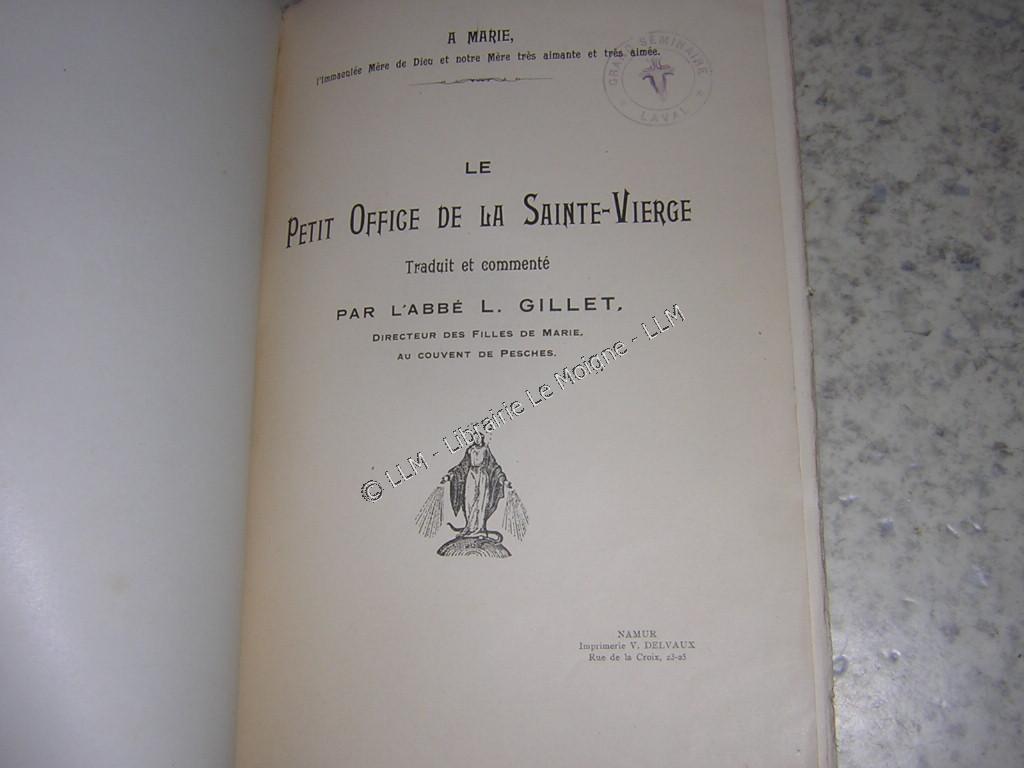 A MARIE,
l'Immaculée Mère de Dieu et notre Mère très aimante et très aimée.
GRAND SÉMINAIRE
LAVAL
LE
PETIT OFFICE DE LA SAINTE-VIERGE
Traduit et commenté
PAR L'ABBÉ L. GILLET,
DIRECTEUR DES FILLES DE MARIE,
AU COUVENT DE PESCHES.
© LLM - Librairie Le Moigne - LLM
NAMUR
Imprimerie V. DELVAUX
Rue de la Croix, 23-25